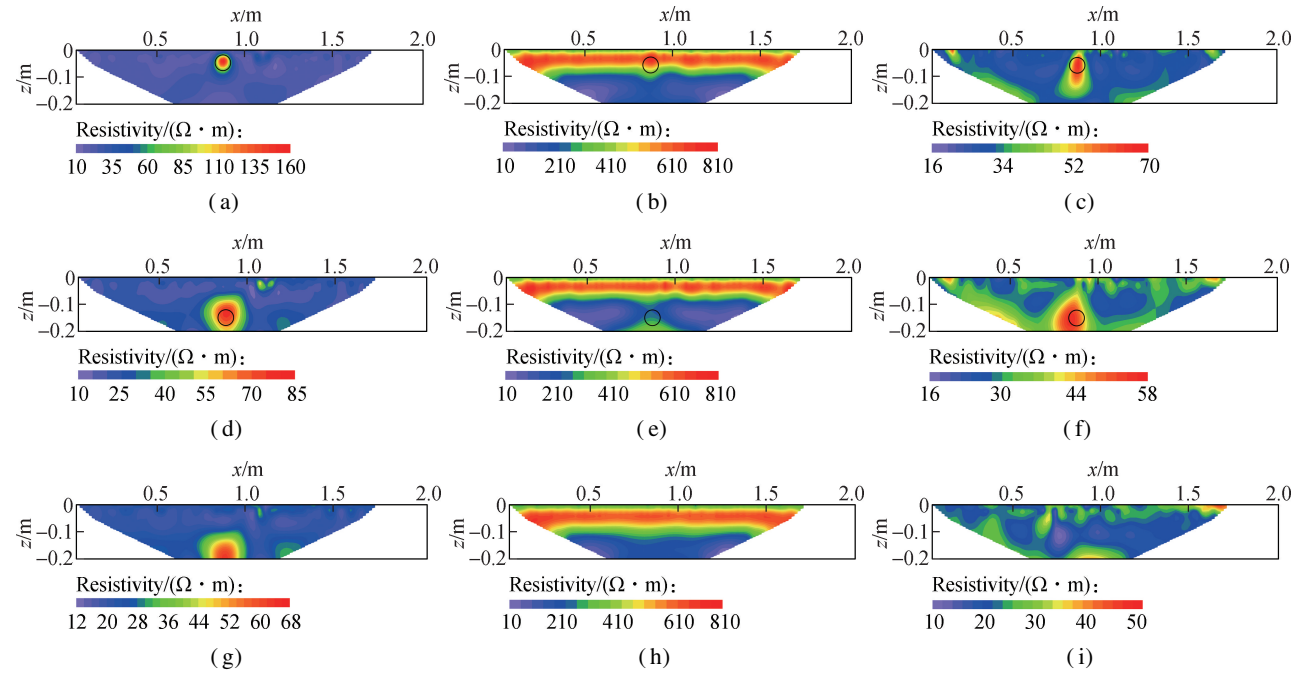 x/m x/m x/m
0.5 1.0 1.5 2.0 0.5 1.0 1.5 2.0 0.5 1.0 1.5 2.0
0 0 0
z/m −0.1 z/m −0.1 z/m −0.1
−0.2 −0.2 −0.2
Resistivity/(Ω·m): Resistivity/(Ω·m): Resistivity/(Ω·m):
10 35 60 85 110 135 160 10 210 410 610 810 16 34 52 70
(a) (b) (c)
x/m x/m x/m
0.5 1.0 1.5 2.0 0.5 1.0 1.5 2.0 0.5 1.0 1.5 2.0
0 0 0
z/m −0.1 z/m −0.1 z/m −0.1
−0.2 −0.2 −0.2
Resistivity/(Ω·m): Resistivity/(Ω·m): Resistivity/(Ω·m):
10 25 40 55 70 85 10 210 410 610 810 16 30 44 58
(d) (e) (f)
x/m x/m x/m
0.5 1.0 1.5 2.0 0.5 1.0 1.5 2.0 0.5 1.0 1.5 2.0
0 0 0
z/m −0.1 z/m −0.1 z/m −0.1
−0.2 −0.2 −0.2
Resistivity/(Ω·m): Resistivity/(Ω·m): Resistivity/(Ω·m):
12 20 28 36 44 52 60 68 10 210 410 610 810 10 20 30 40 50
(g) (h) (i)